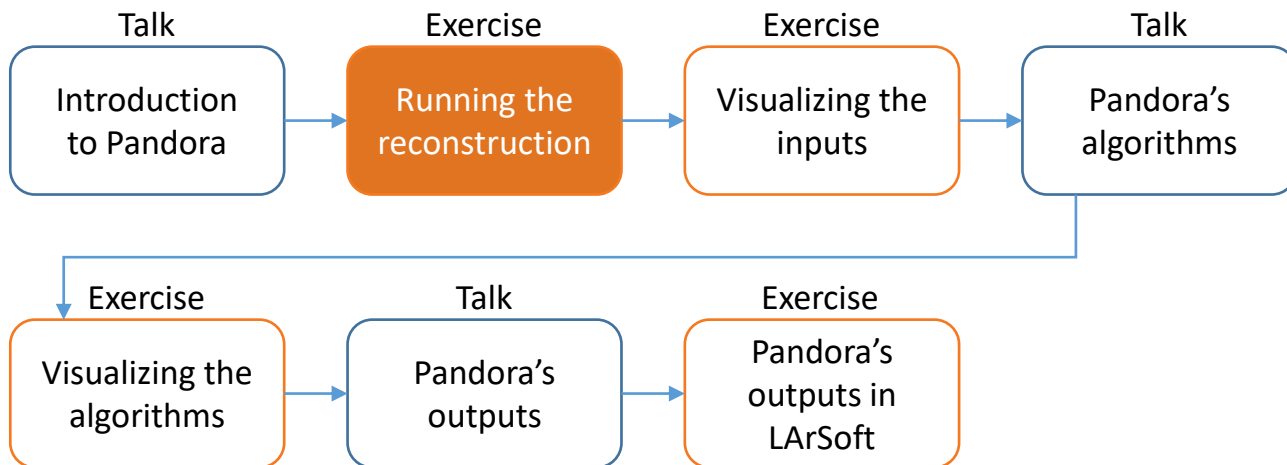 Talk
Exercise
Exercise
Talk
Introduction
to Pandora
Running the
reconstruction
Visualizing the
inputs
Pandora’s
algorithms
Exercise
Talk
Exercise
Visualizing the
algorithms
Pandora’s
outputs
Pandora’s
outputs in
LArSoft